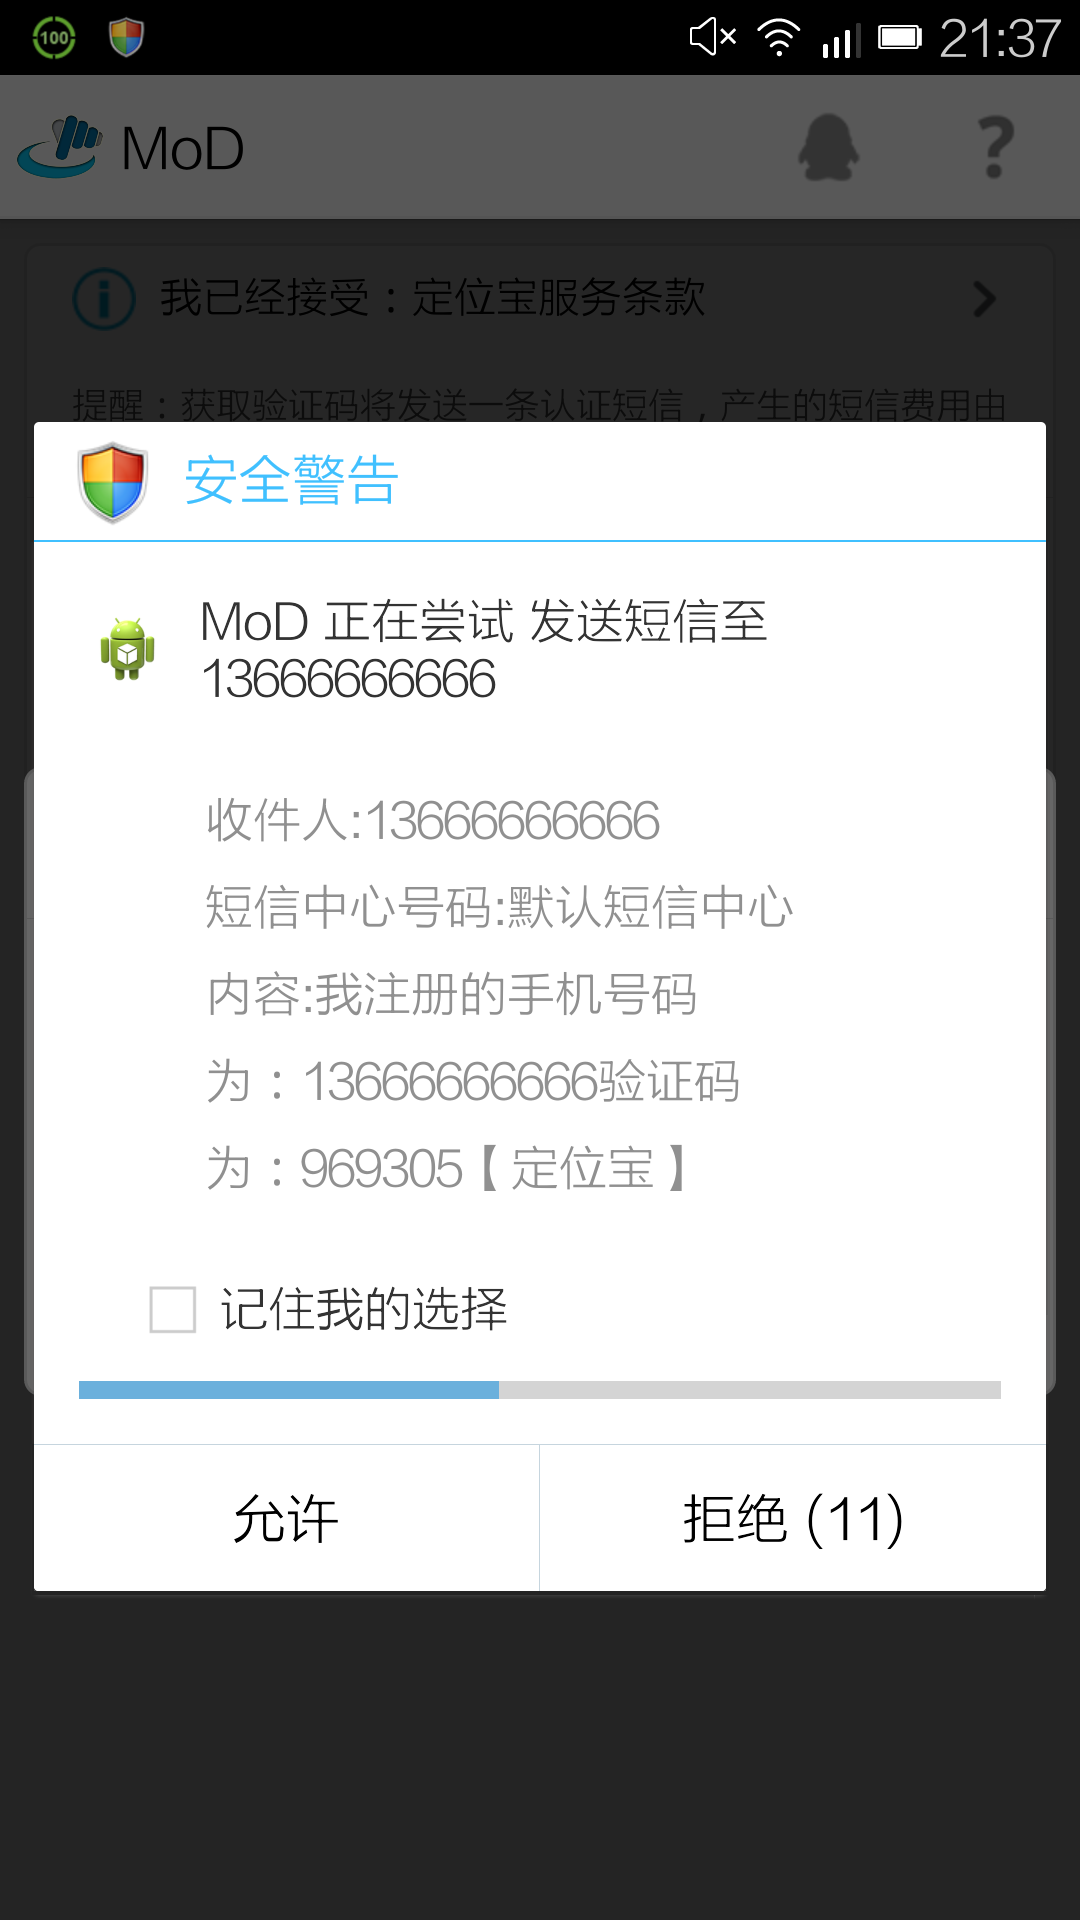 100 21:37
MoD ?
我已经接受：定位宝服务条款
提醒：获取验证码将发送一条认证短信，产生的短信费用由
安全警告
MoD 正在尝试 发送短信至
13666666666
收件人:13666666666
短信中心号码:默认短信中心
内容:我注册的手机号码
为：13666666666验证码
为：969305【定位宝】
记住我的选择
允许 拒绝 (11)